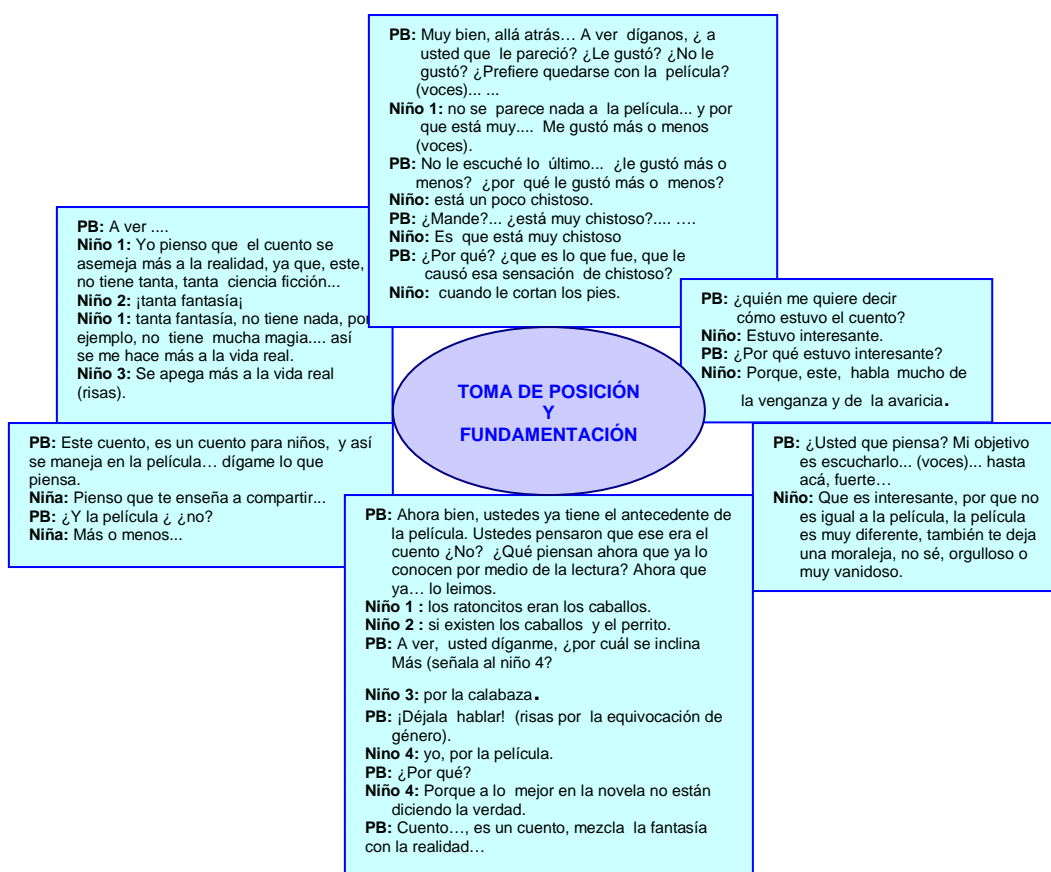 PB: Muy bien, allá atrás… A ver díganos, ¿ a
usted que le pareció? ¿Le gustó? ¿No le
gustó? ¿Prefiere quedarse con la película?
(voces)... ...
Niño 1: no se parece nada a la película... y por
que está muy.... Me gustó más o menos
(voces).
PB: No le escuché lo último... ¿le gustó más o
menos? ¿por qué le gustó más o menos?
Niño: está un poco chistoso.
PB: ¿Mande?... ¿está muy chistoso?.... ….
Niño: Es que está muy chistoso
PB: ¿Por qué? ¿que es lo que fue, que le
causó esa sensación de chistoso?
Niño: cuando le cortan los pies.
PB: A ver ....
Niño 1: Yo pienso que el cuento se
asemeja más a la realidad, ya que, este,
no tiene tanta, tanta ciencia ficción...
Niño 2: ¡tanta fantasía¡
Niño 1: tanta fantasía, no tiene nada, por
ejemplo, no tiene mucha magia.... así
se me hace más a la vida real.
Niño 3: Se apega más a la vida real
(risas).
PB: ¿quién me quiere decir
cómo estuvo el cuento?
Niño: Estuvo interesante.
PB: ¿Por qué estuvo interesante?
Niño: Porque, este, habla mucho de
la venganza y de la avaricia.
TOMA DE POSICIÓN
Y
FUNDAMENTACIÓN
PB: Este cuento, es un cuento para niños, y así
se maneja en la película… dígame lo que
piensa.
Niña: Pienso que te enseña a compartir...
PB: ¿Y la película ¿ ¿no?
Niña: Más o menos...
PB: ¿Usted que piensa? Mi objetivo
es escucharlo... (voces)... hasta
acá, fuerte…
Niño: Que es interesante, por que no
es igual a la película, la película
es muy diferente, también te deja
una moraleja, no sé, orgulloso o
muy vanidoso.
PB: Ahora bien, ustedes ya tiene el antecedente de
la película. Ustedes pensaron que ese era el
cuento ¿No? ¿Qué piensan ahora que ya lo
conocen por medio de la lectura? Ahora que
ya… lo leimos.
Niño 1 : los ratoncitos eran los caballos.
Niño 2 : si existen los caballos y el perrito.
PB: A ver, usted díganme, ¿por cuál se inclina
Más (señala al niño 4?
Niño 3: por la calabaza.
PB: ¡Déjala hablar! (risas por la equivocación de
género).
Nino 4: yo, por la película.
PB: ¿Por qué?
Niño 4: Porque a lo mejor en la novela no están
diciendo la verdad.
PB: Cuento…, es un cuento, mezcla la fantasía
con la realidad…